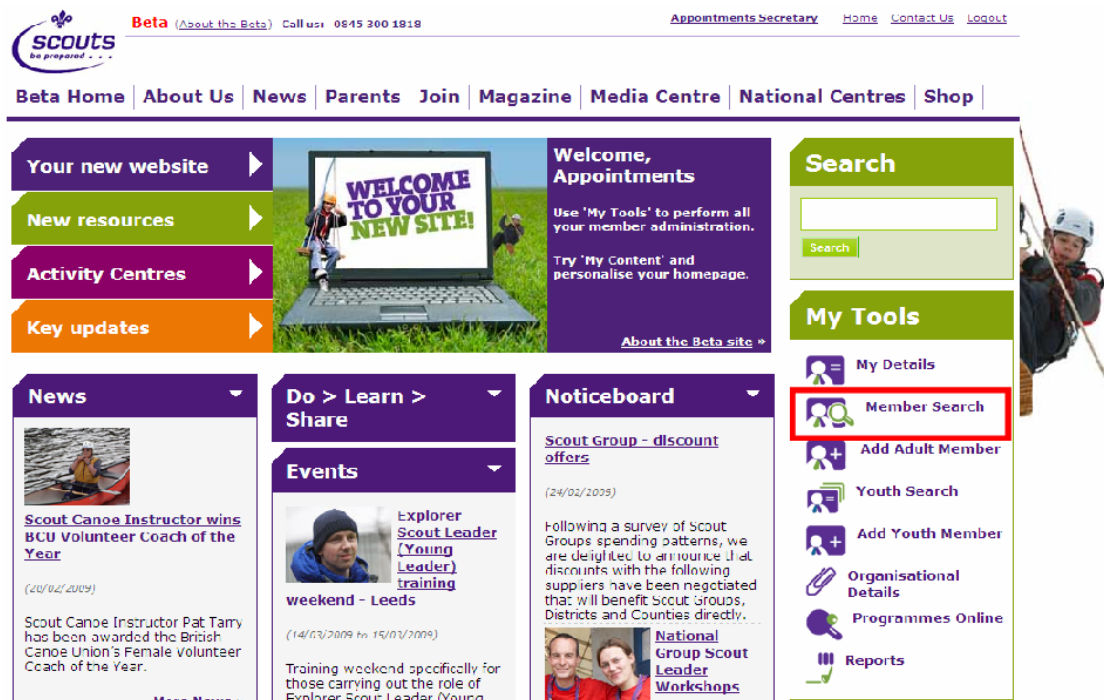 scouts
be prepared . . .
Beta (About the Beta) Call us: 0845 300 1818
Appointments Secretary Home Contact Us Logout
Beta Home About Us News Parents Join Magazine Media Centre National Centres Shop
Your new website
New resources
Activity Centres
Key updates
WELCOME
TO YOUR
NEW SITE!
Welcome,
Appointments
Use 'My Tools' to perform all
your member administration.
Try 'My Content' and
personalise your homepage.
About the Beta site »
Search
Search
My Tools
My Details
Member Search
Add Adult Member
Youth Search
Add Youth Member
Organisational
Details
Programmes Online
Reports
News
Scout Canoe Instructor wins
BCU Volunteer Coach of the
Year
(20/02/2009)
Scout Canoe Instructor Pat Tarry
has been awarded the British
Canoe Union's Female Volunteer
Coach of the Year.
More News »
Do > Learn >
Share
Events
Explorer
Scout Leader
(Young
Leader)
training
weekend - Leeds
(14/03/2009 to 15/03/2009)
Training weekend specifically for
those carrying out the role of
Explorer Scout Leader (Young
Noticeboard
Scout Group - discount
offers
(24/02/2009)
Following a survey of Scout
Groups spending patterns, we
are delighted to announce that
discounts with the following
suppliers have been negotiated
that will benefit Scout Groups,
Districts and Counties directly.
National
Group Scout
Leader
Workshops